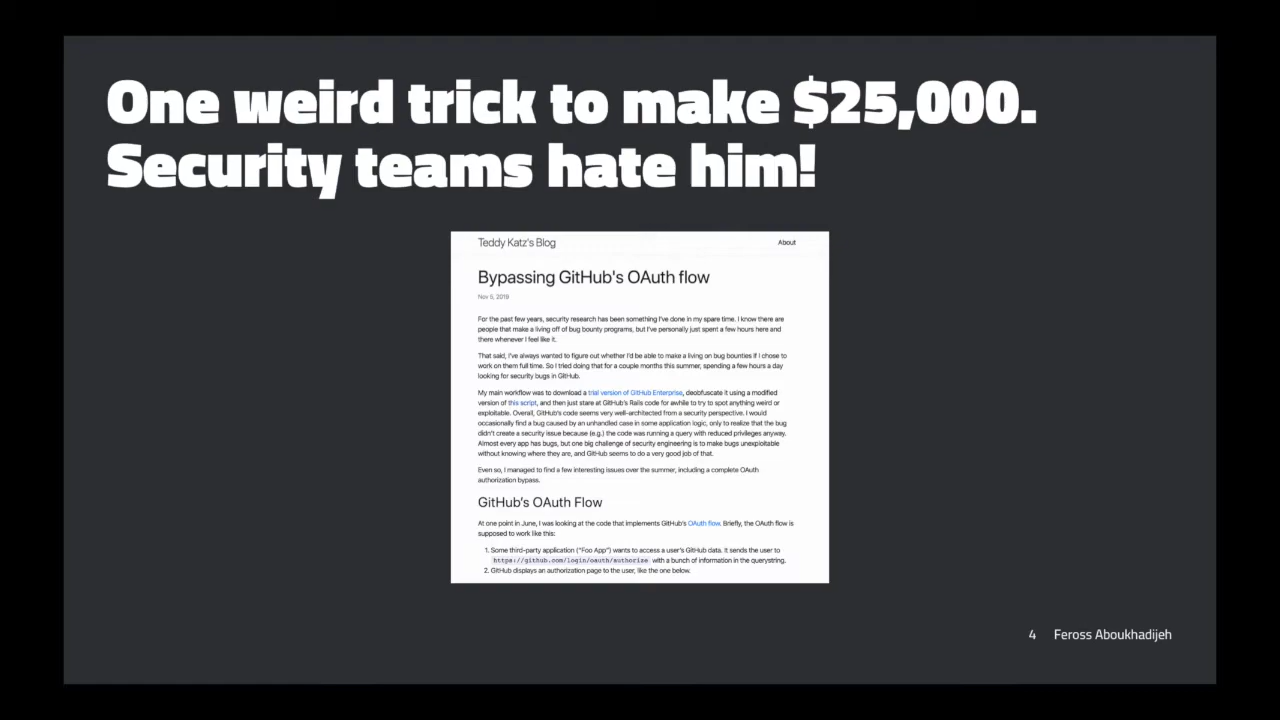 One weird trick to make $25,000.
Security teams hate him!
Teddy Katz's Blog
About
Bypassing GitHub's OAuth flow
Nov 5, 2019
For the past few years, security research has been something I've done in my spare time. I know there are
people that make a living off of bug bounty programs, but I've personally just spent a few hours here and
there whenever I feel like it.
That said, I've always wanted to figure out whether I'd be able to make a living on bug bounties if I chose to
work on them full time. So I tried doing that for a couple months this summer, spending a few hours a day
looking for security bugs in GitHub.
My main workflow was to download a trial version of GitHub Enterprise, deobfuscate it using a modified
version of this script, and then just stare at GitHub's Rails code for awhile to try to spot anything weird or
exploitable. Overall, GitHub's code seems very well-architected from a security perspective. I would
occasionally find a bug caused by an unhandled case in some application logic, only to realize that the bug
didn't create a security issue because (e.g.) the code was running a query with reduced privileges anyway.
Almost every app has bugs, but one big challenge of security engineering is to make bugs unexploitable
without knowing where they are, and GitHub seems to do a very good job of that.
Even so, I managed to find a few interesting issues over the summer, including a complete OAuth
authorization bypass.
GitHub's OAuth Flow
At one point in June, I was looking at the code that implements GitHub's OAuth flow. Briefly, the OAuth flow is
supposed to work like this:
1. Some third-party application ("Foo App") wants to access a user's GitHub data. It sends the user to
https://github.com/login/oauth/authorize with a bunch of information in the querystring.
2. GitHub displays an authorization page to the user, like the one below.
4 Feross Aboukhadijeh